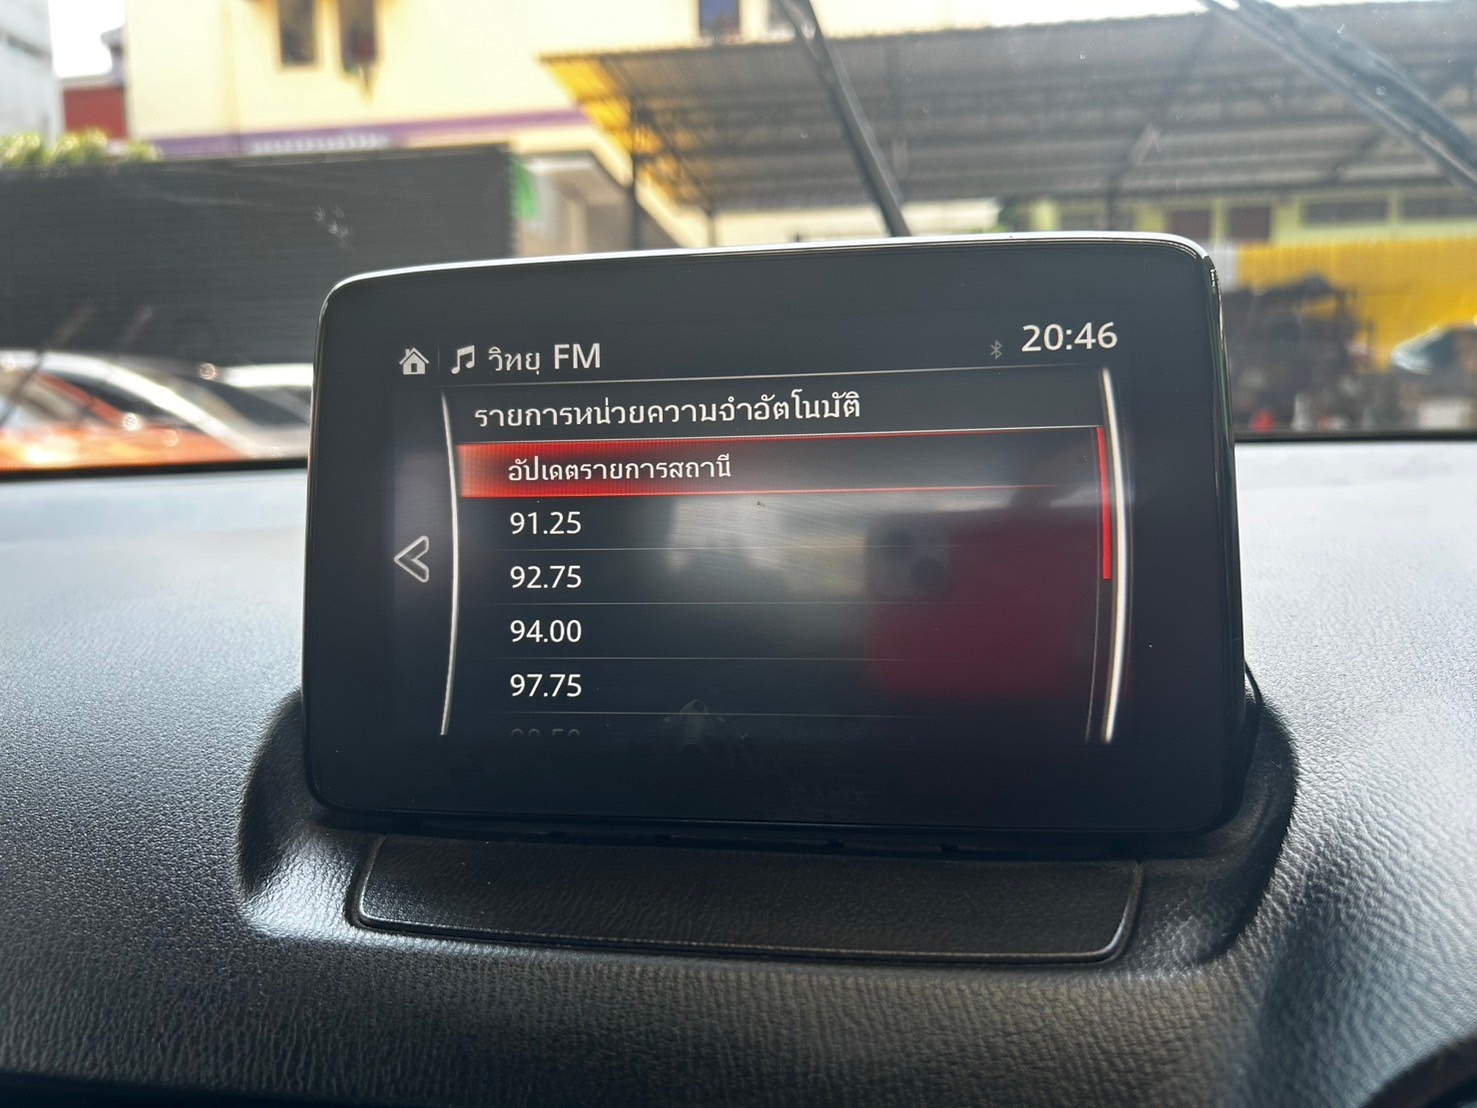 วิทยุ FM
20:46
รายการหน่วยความจำอัตโนมัติ
อัปเดตรายการสถานี
91.25
92.75
94.00
97.75